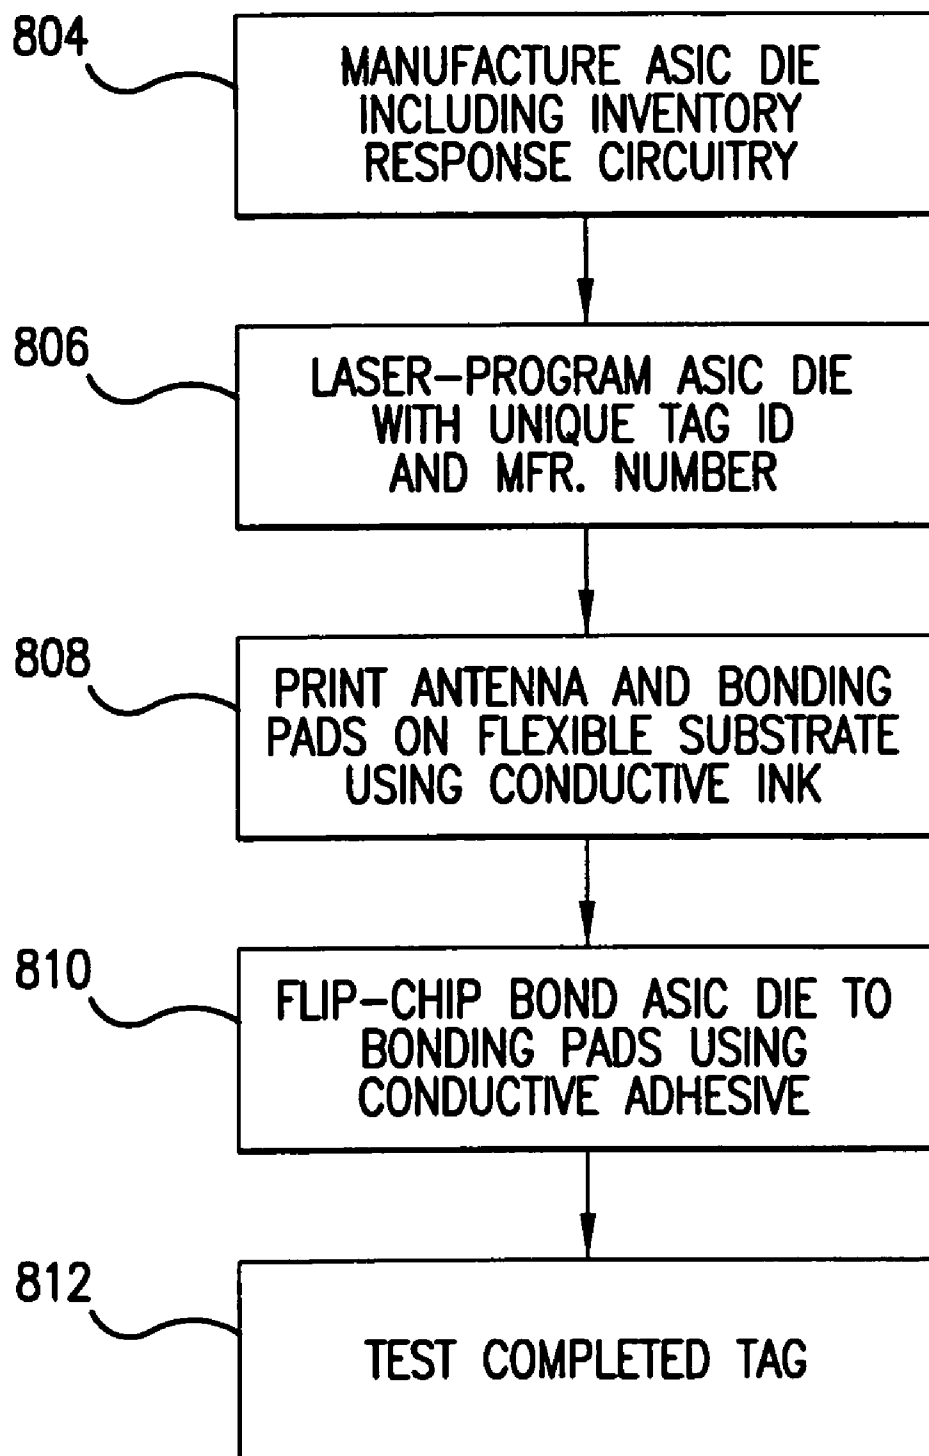 804
MANUFACTURE ASIC DIE
INCLUDING INVENTORY
RESPONSE CIRCUITRY
806
LASER-PROGRAM ASIC DIE
WITH UNIQUE TAG ID
AND MFR. NUMBER
808
PRINT ANTENNA AND BONDING
PADS ON FLEXIBLE SUBSTRATE
USING CONDUCTIVE INK
810
FLIP-CHIP BOND ASIC DIE TO
BONDING PADS USING
CONDUCTIVE ADHESIVE
812
TEST COMPLETED TAG